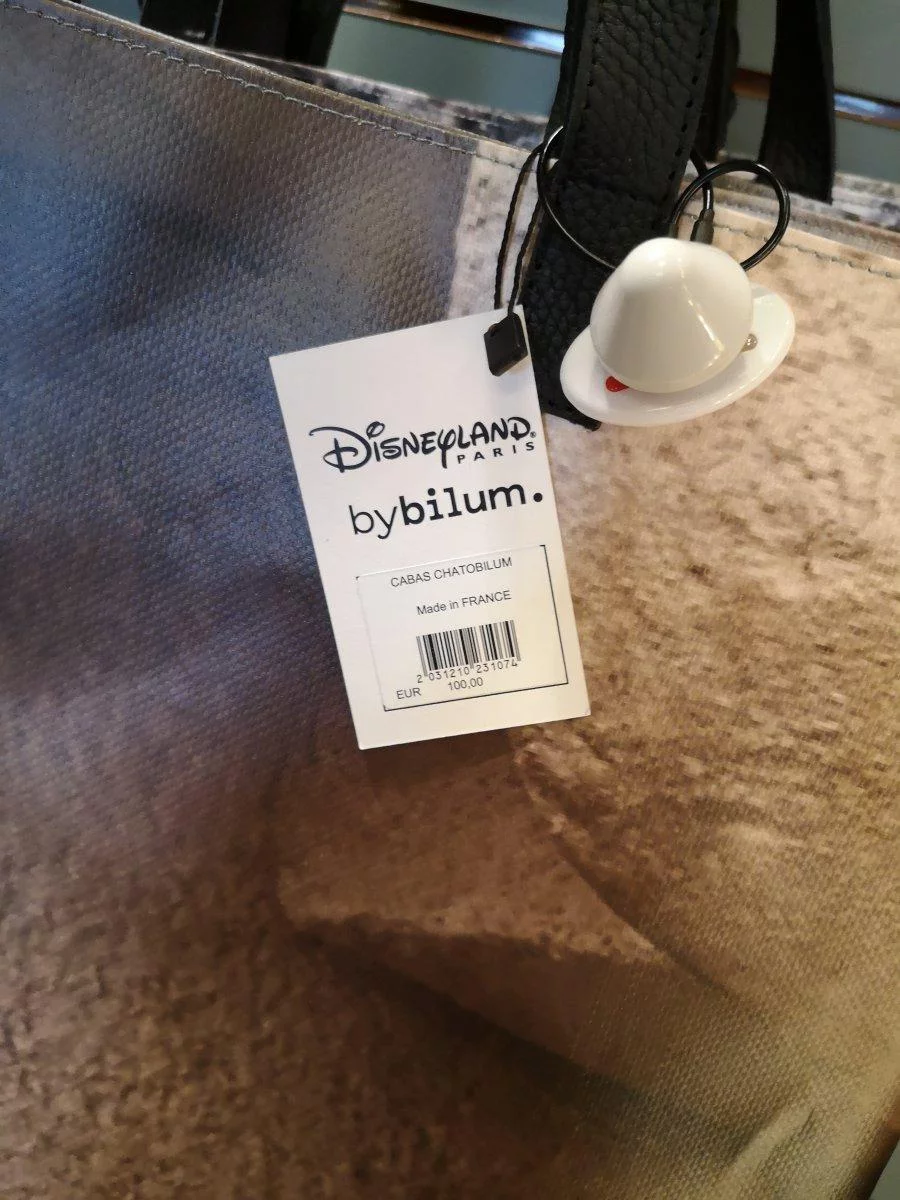 DISNEYLAND®
PARIS
bybilum.
CABAS CHATOBILUM
Made in FRANCE
2 031210 231074
EUR 100,00